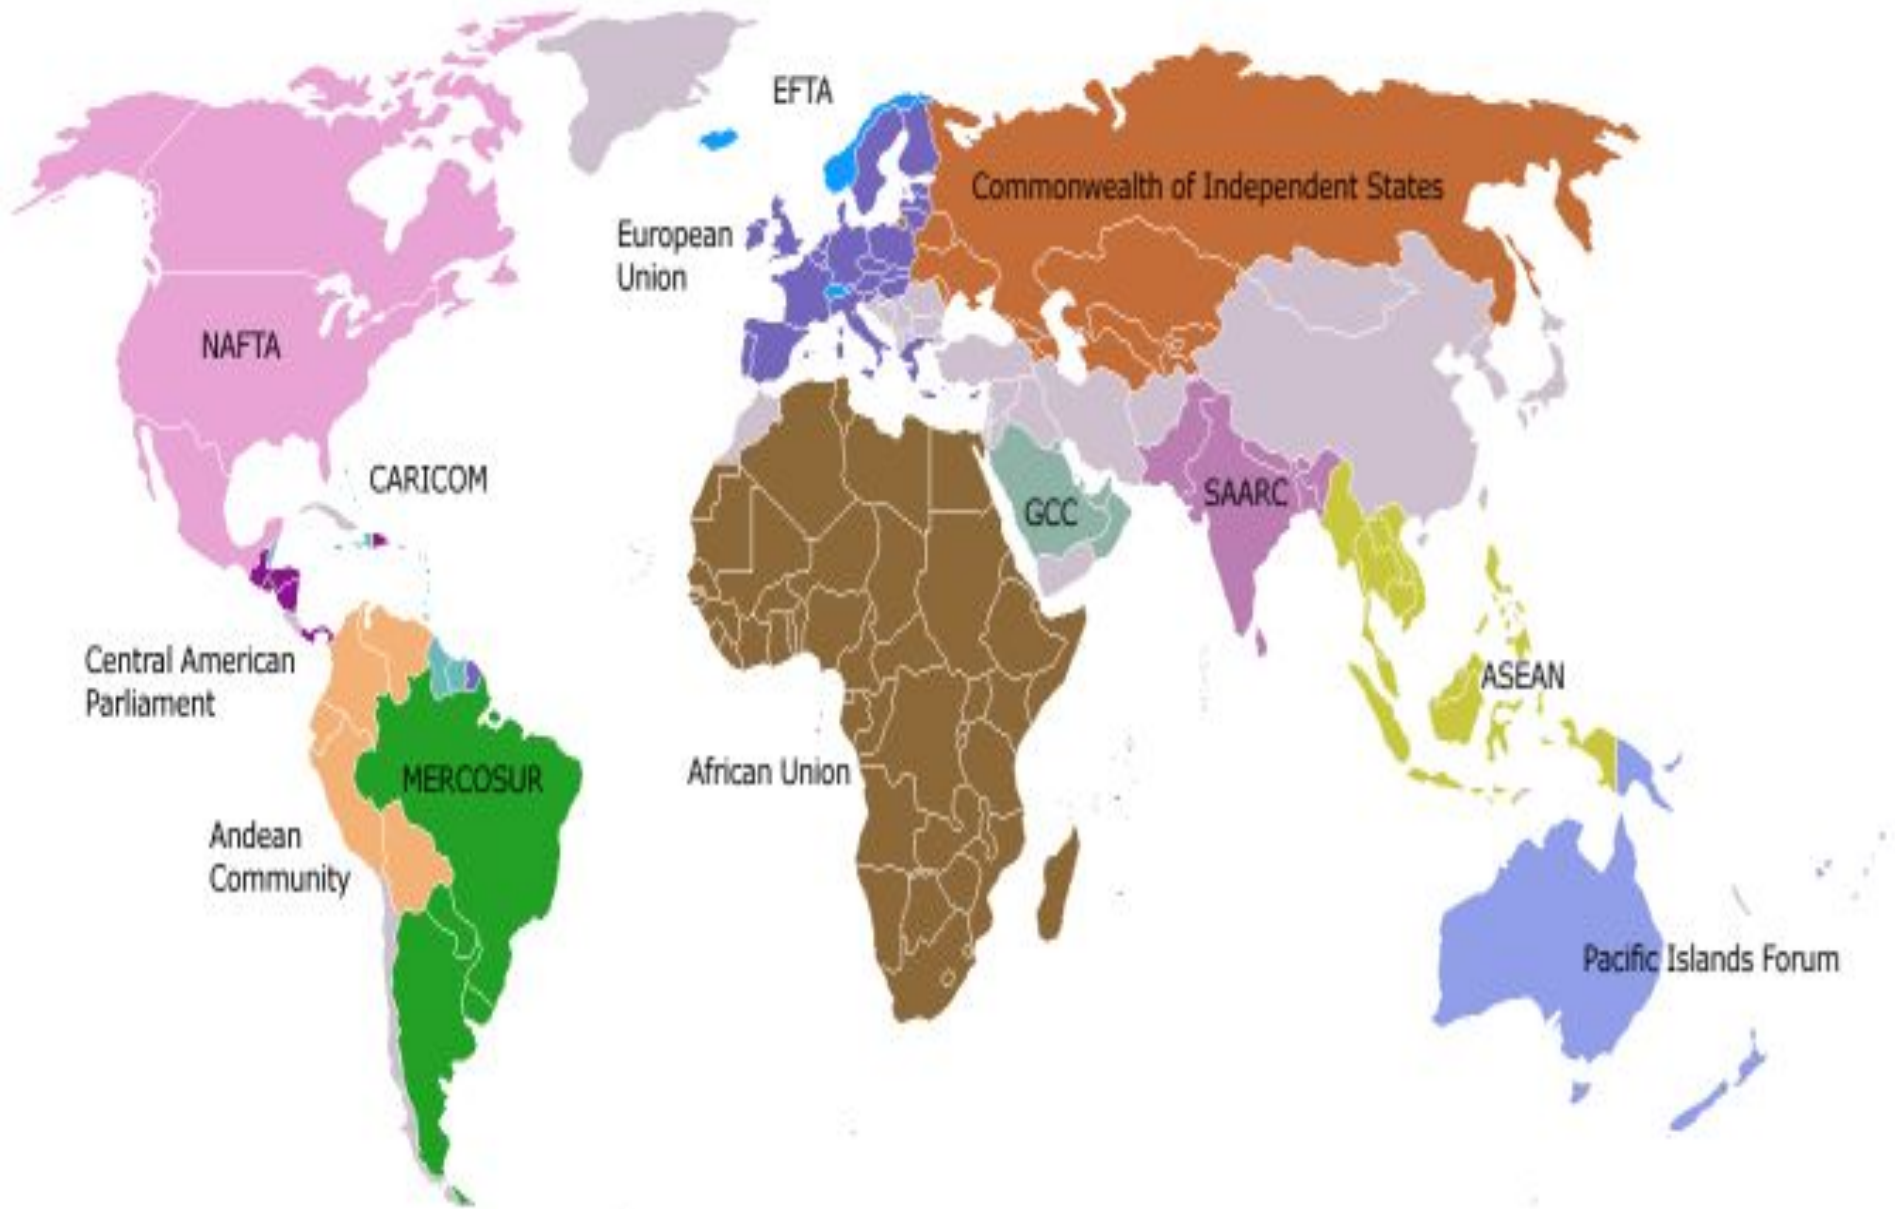 EFTA
Commonwealth of Independent States
European
Union
NAFTA
CARICOM
GCC
SAARC
Central American
Parliament
ASEAN
MERCOSUR
African Union
Andean
Community
Pacific Islands Forum